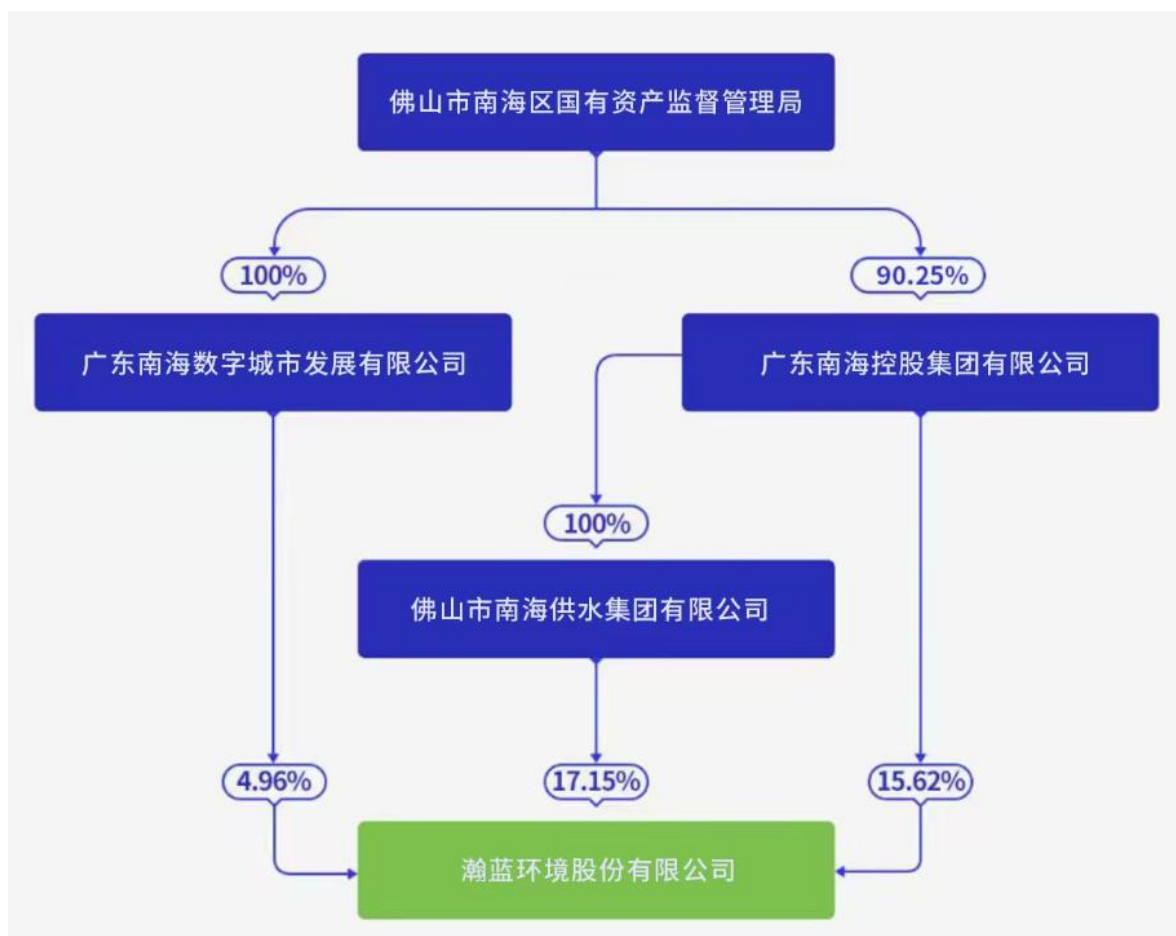 佛山市南海区国有资产监督管理局
100%
90.25%
广东南海数字城市发展有限公司
广东南海控股集团有限公司
100%
佛山市南海供水集团有限公司
4.96%
17.15%
15.62%
瀚蓝环境股份有限公司